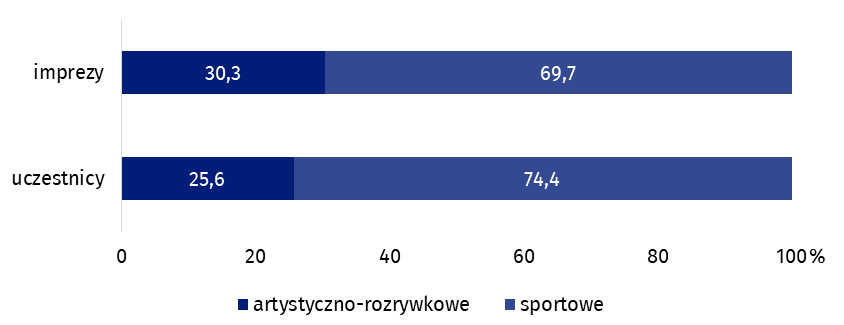 imprezy 30,3 69,7
uczestnicy 25,6 74,4
0 20 40 60 80 100%
artystyczno-rozrywkowe sportowe